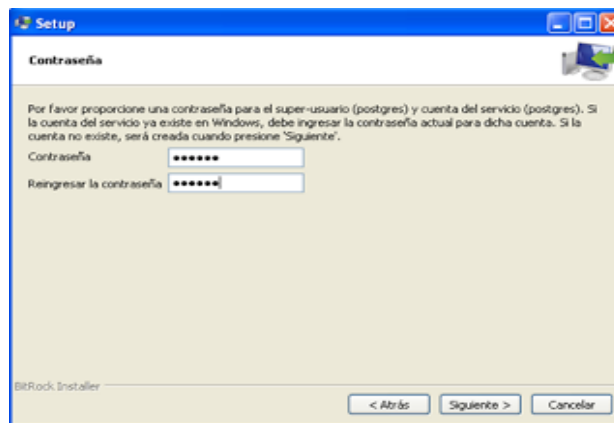 Setup
Contraseña
Por favor proporcione una contraseña para el super-usuario (postgres) y cuenta del servicio (postgres). Si
la cuenta del servicio ya existe en Windows, debe ingresar la contraseña actual para dicha cuenta. Si la
cuenta no existe, será creada cuando presione 'Siguiente'.
Contraseña ••••••
Reingresar la contraseña ••••••
BitRock Installer
< Atrás Siguiente > Cancelar